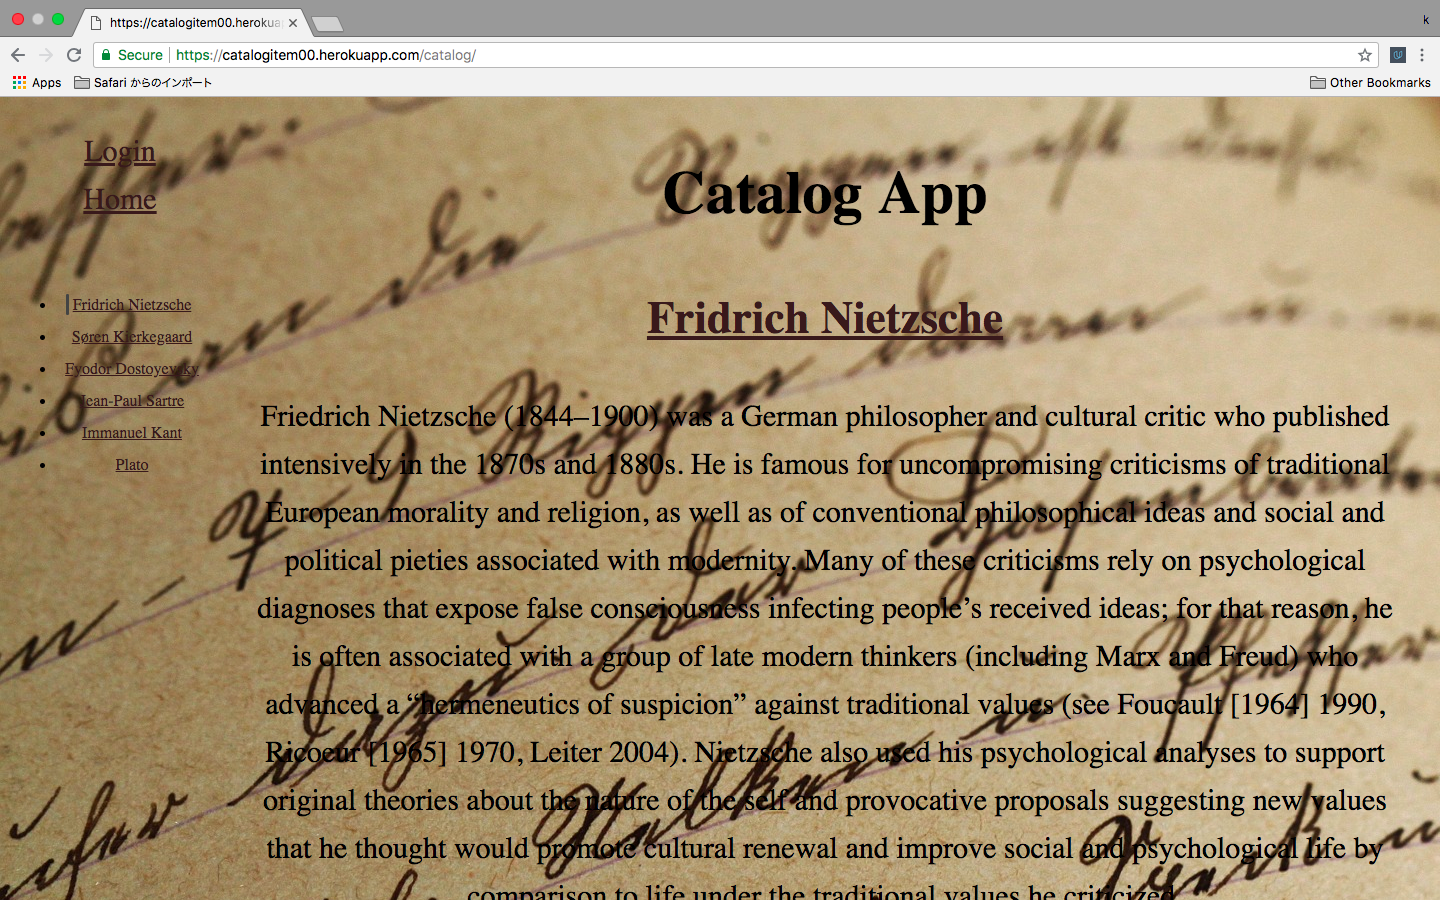 https://catalogitem00.herokua
k
Secure https://catalogitem00.herokuapp.com/catalog/
Apps Safari からのインポート Other Bookmarks
Login
Home
Catalog App
Fridrich Nietzsche
Fridrich Nietzsche
Søren Kierkegaard
Fyodor Dostoyevsky
Jean-Paul Sartre
Immanuel Kant
Plato
Friedrich Nietzsche (1844–1900) was a German philosopher and cultural critic who published
intensively in the 1870s and 1880s. He is famous for uncompromising criticisms of traditional
European morality and religion, as well as of conventional philosophical ideas and social and
political pieties associated with modernity. Many of these criticisms rely on psychological
diagnoses that expose false consciousness infecting people’s received ideas; for that reason, he
is often associated with a group of late modern thinkers (including Marx and Freud) who
advanced a “hermeneutics of suspicion” against traditional values (see Foucault [1964] 1990,
Ricoeur [1965] 1970, Leiter 2004). Nietzsche also used his psychological analyses to support
original theories about the nature of the self and provocative proposals suggesting new values
that he thought would promote cultural renewal and improve social and psychological life by
comparison to life under the traditional values he criticized.